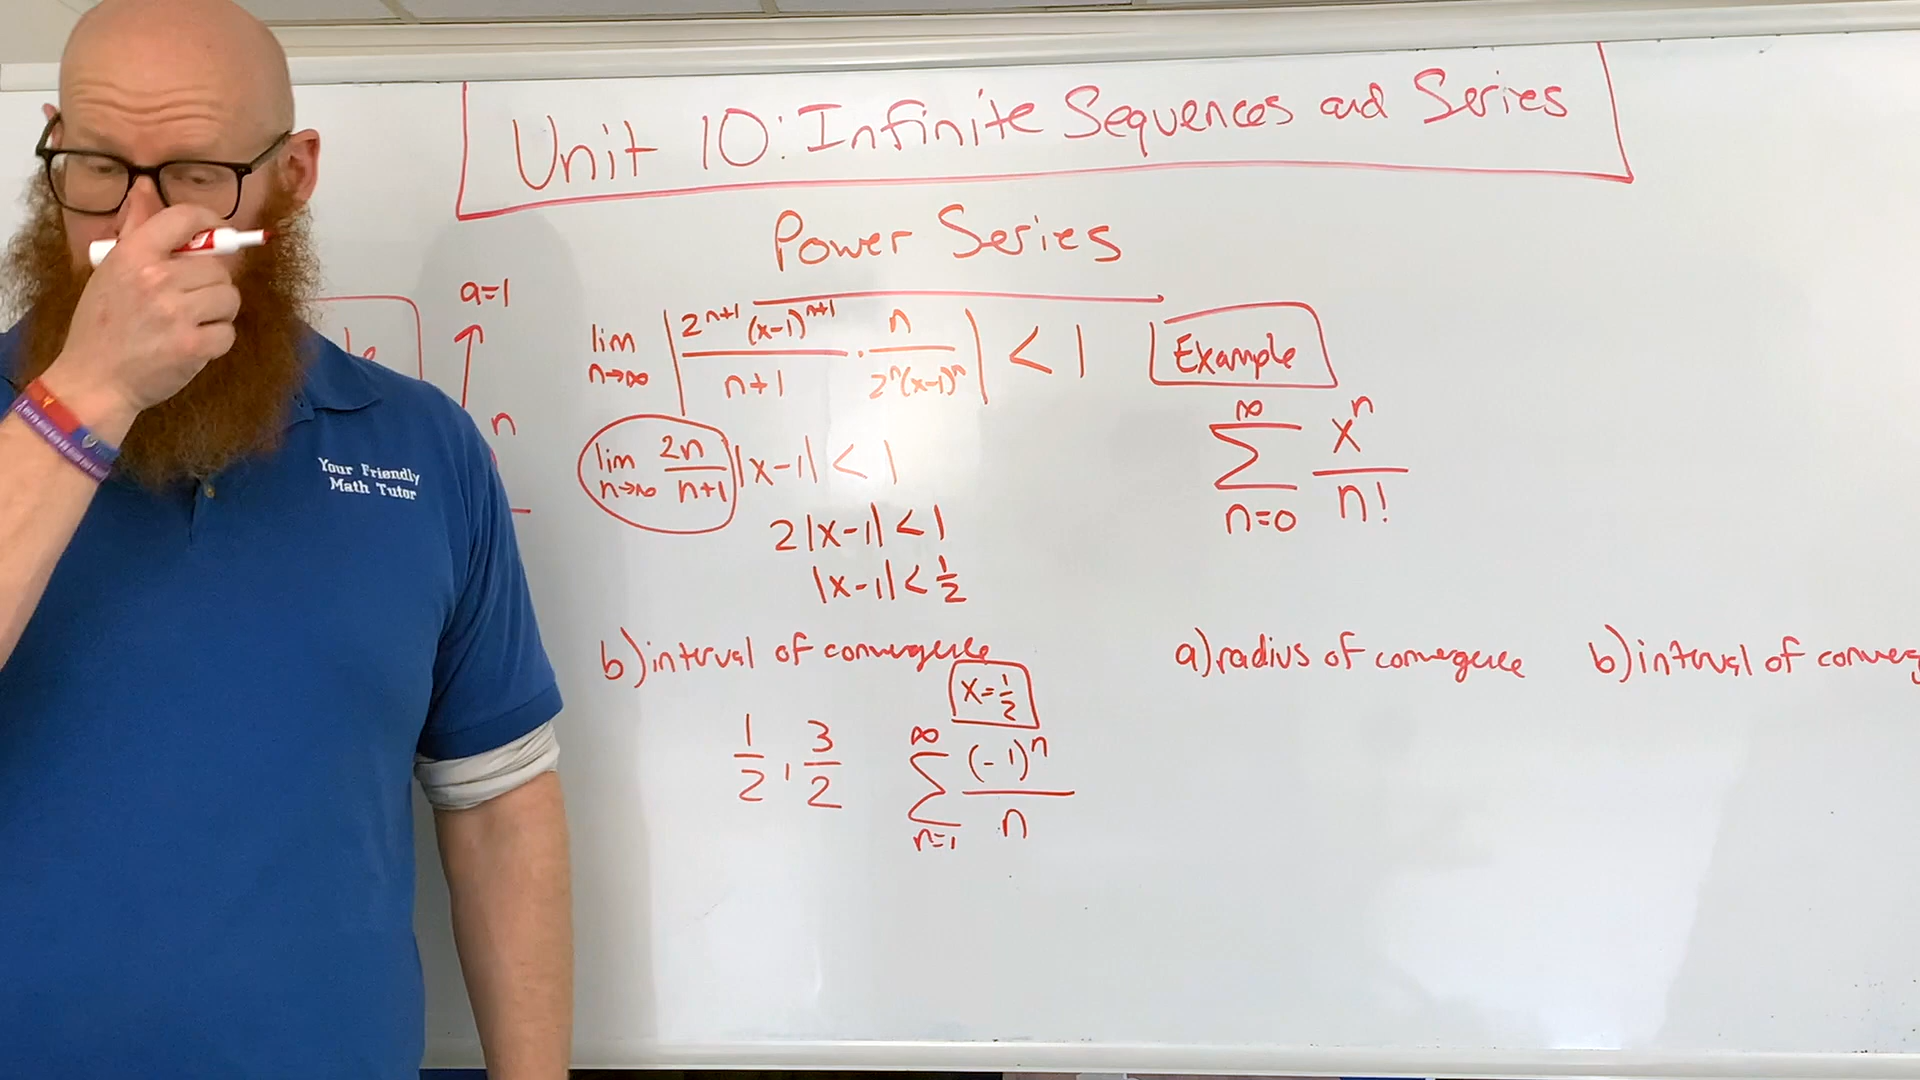 Unit 10: Infinite Sequences and Series
Power Series
a=1
n
lim n→∞ | 2^{n+1} (x-1)^{n+1} / n+1 · n / 2^n (x-1)^n | < 1
lim n→∞ 2n / n+1 |x-1| < 1
2|x-1| < 1
|x-1| < 1/2
b) interval of convergence
x = 1/2
1/2 , 3/2
∞ Σ n=1 (-1)^n / n
Example
∞ Σ n=0 x^n / n!
a) radius of convergence b) interval of converg
Your Friendly
Math Tutor